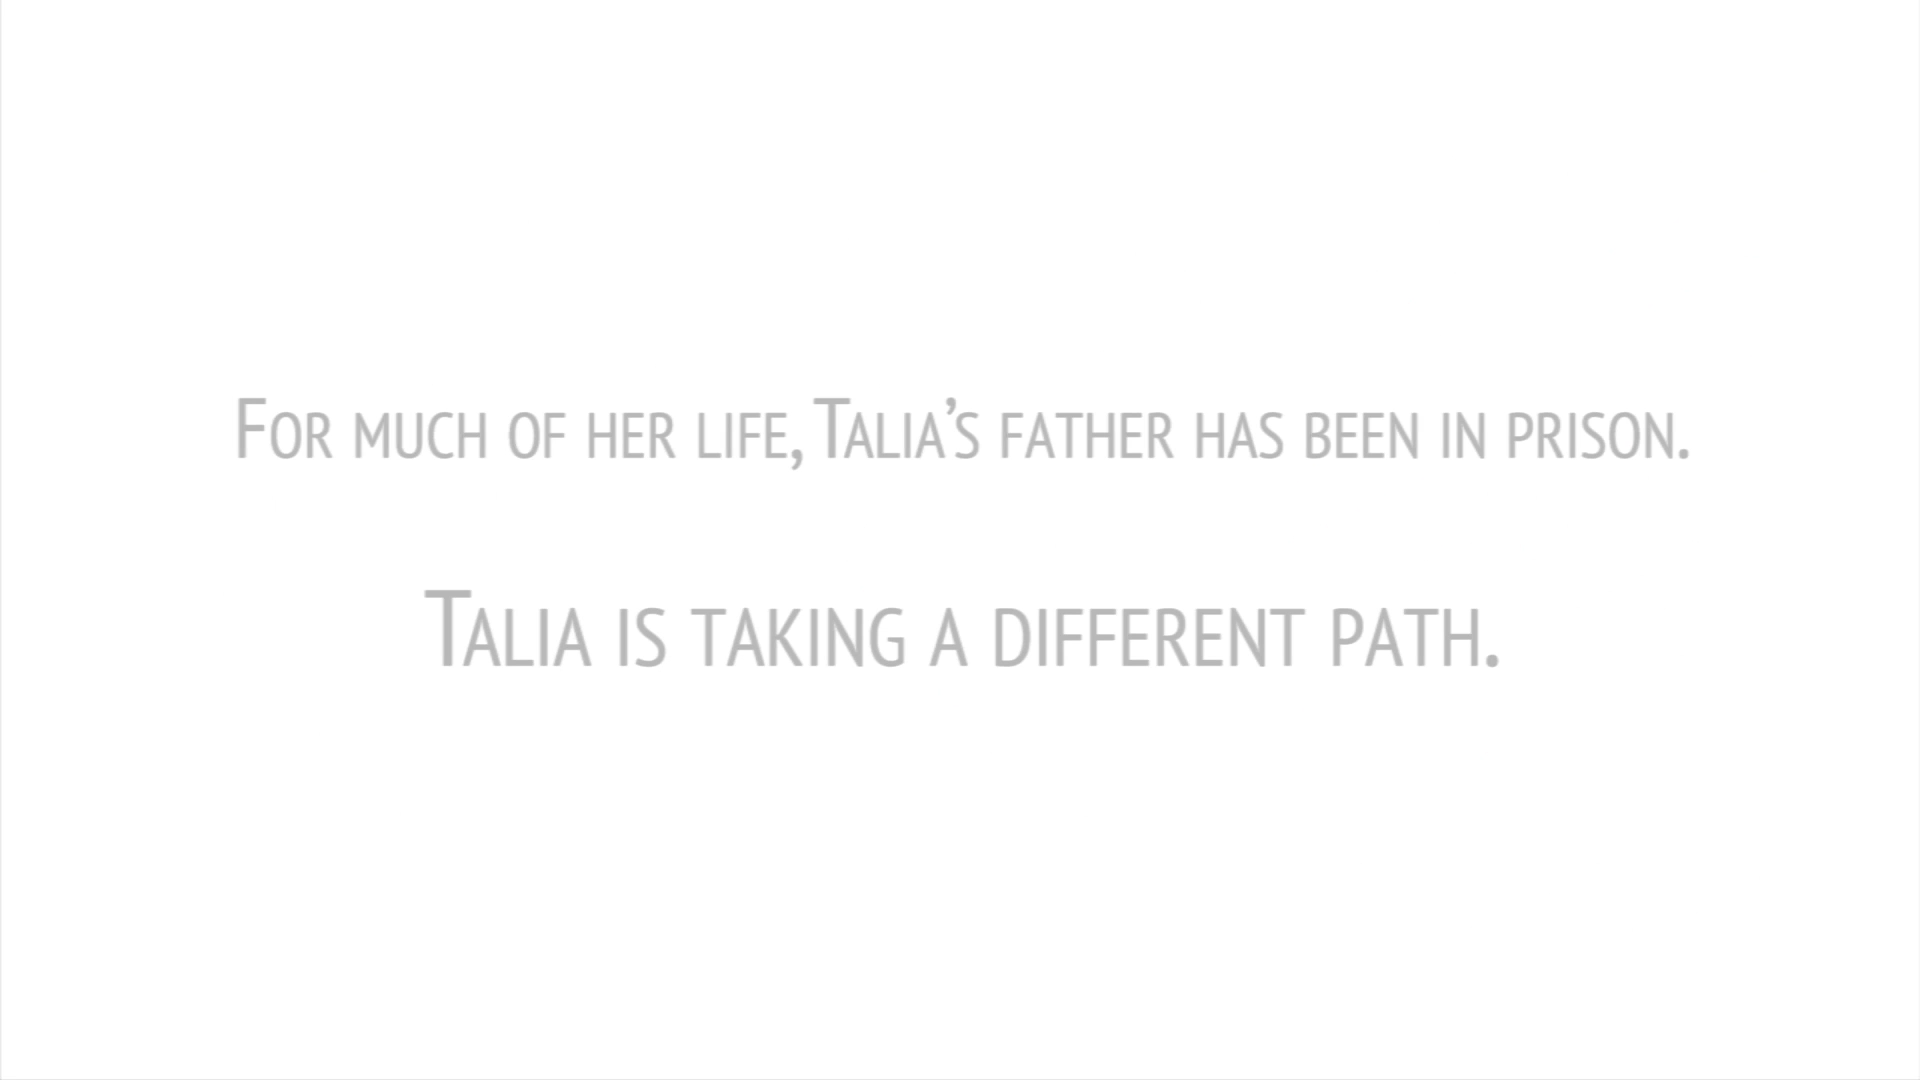 For much of her life, Talia’s father has been in prison.
Talia is taking a different path.